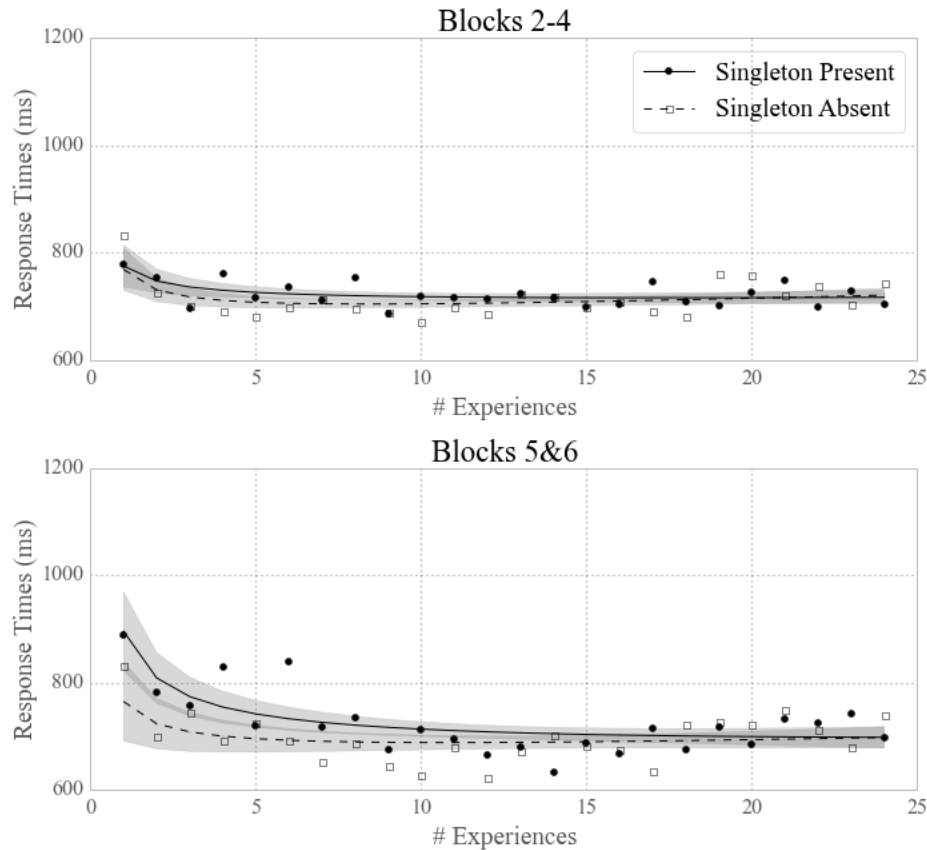 Blocks 2-4
1200
1000
800
600
Response Times (ms)
Singleton Present
Singleton Absent
0 5 10 15 20 25
# Experiences
Blocks 5&6
1200
1000
800
600
Response Times (ms)
0 5 10 15 20 25
# Experiences